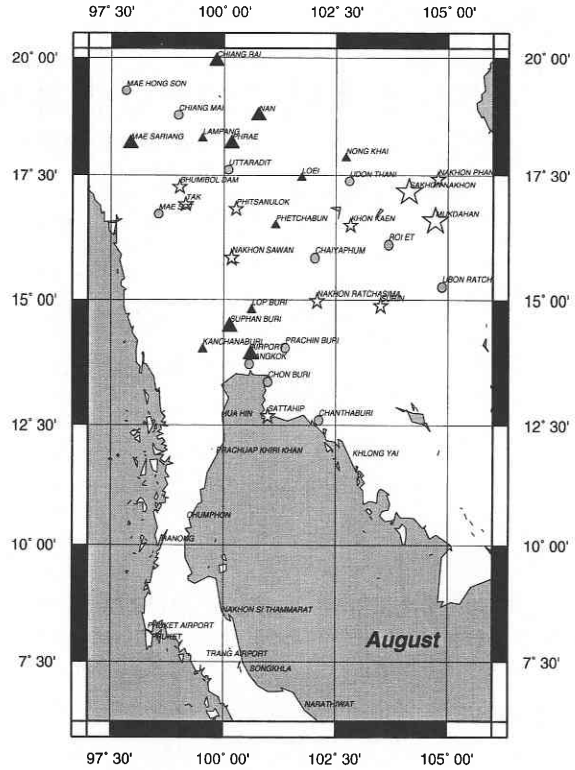 97° 30' 100° 00' 102° 30' 105° 00'
20° 00' 20° 00'
CHIANG RAI
MAE HONG SON
CHIANG MAI
NAN
LAMPANG
MAE SARIANG
PHRAE
NONG KHAI
UTTARADIT
LOEI
UDON THANI
NAKHON PHAN
17° 30' 17° 30'
BHUMIBOL DAM
SAKHON NAKHON
TAK
MAE SOT
PHITSANULOK
PHETCHABUN
KHON KAEN
MUKDAHAN
ROI ET
NAKHON SAWAN
CHAIYAPHUM
UBON RATCH
15° 00' 15° 00'
NAKHON RATCHASIMA
SURIN
LOP BURI
SUPHAN BURI
KANCHANABURI
AIRPORT
PRACHIN BURI
BANGKOK
CHON BURI
HUA HIN
SATTAHIP
CHANTHABURI
12° 30' 12° 30'
PRACHUAP KHIRI KHAN
KHLONG YAI
CHUMPHON
RANONG
10° 00' 10° 00'
NAKHON SI THAMMARAT
PHUKET AIRPORT
PHUKET
August
TRANG AIRPORT
7° 30' 7° 30'
SONGKHLA
NARATHIWAT
97° 30' 100° 00' 102° 30' 105° 00'